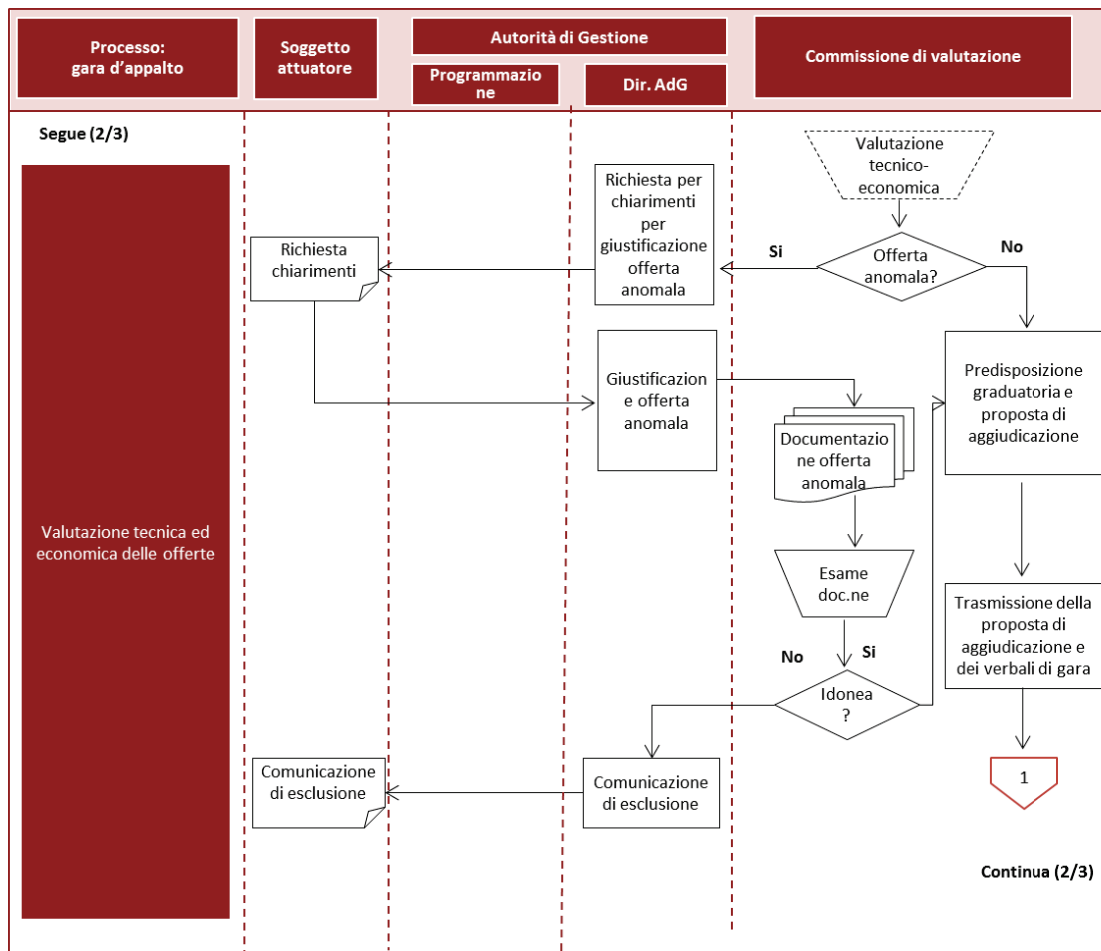 Processo:
gara d'appalto
Soggetto
attuatore
Autorità di Gestione
Programmazio
ne
Dir. AdG
Commissione di valutazione
Segue (2/3)
Valutazione tecnica ed
economica delle offerte
Valutazione
tecnico-
economica
Offerta
anomala?
Si
No
Richiesta per
chiarimenti
per
giustificazione
offerta
anomala
Richiesta
chiarimenti
Giustificazion
e offerta
anomala
Documentazio
ne offerta
anomala
Predisposizione
graduatoria e
proposta di
aggiudicazione
Esame
doc.ne
Trasmissione della
proposta di
aggiudicazione e
dei verbali di gara
No
Si
Idonea
?
Comunicazione
di esclusione
Comunicazione
di esclusione
1
Continua (2/3)